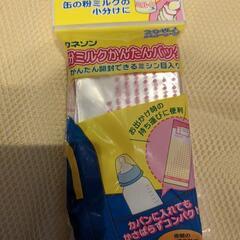 缶の粉ミルクの
小分けに
カネソン
粉ミルクかんたんパック
かんたん開封できるミシン目入り
お出かけ時の
持ち運びに便利
カバンに入れても
かさばらずコンパクト!